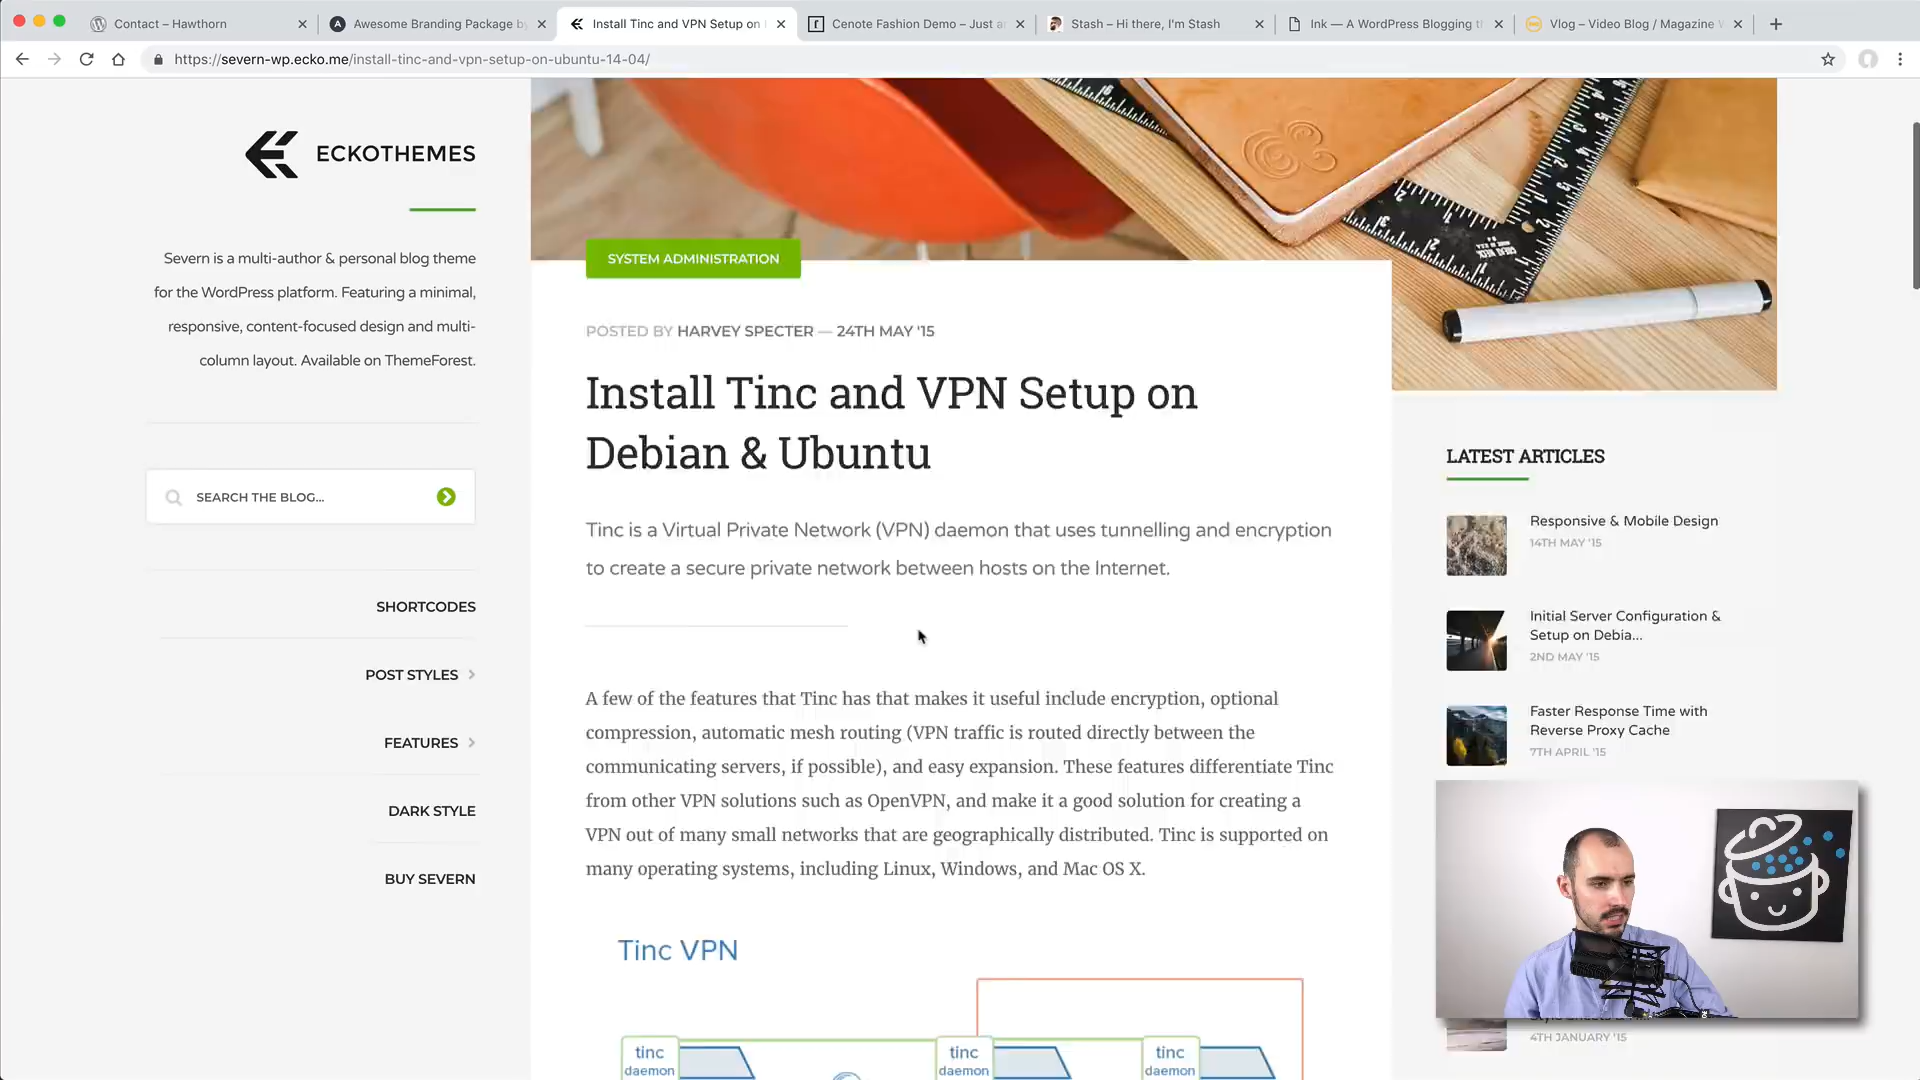 Contact – Hawthorn
Awesome Branding Package by
Install Tinc and VPN Setup on
Cenote Fashion Demo – Just a
Stash – Hi there, I'm Stash
Ink — A WordPress Blogging t
Vlog – Video Blog / Magazine W
https://severn-wp.ecko.me/install-tinc-and-vpn-setup-on-ubuntu-14-04/
ECKOTHEMES
Severn is a multi-author & personal blog theme
for the WordPress platform. Featuring a minimal,
responsive, content-focused design and multi-
column layout. Available on ThemeForest.
SEARCH THE BLOG...
SHORTCODES
POST STYLES
FEATURES
DARK STYLE
BUY SEVERN
SYSTEM ADMINISTRATION
POSTED BY HARVEY SPECTER — 24TH MAY '15
Install Tinc and VPN Setup on
Debian & Ubuntu
Tinc is a Virtual Private Network (VPN) daemon that uses tunnelling and encryption
to create a secure private network between hosts on the Internet.
A few of the features that Tinc has that makes it useful include encryption, optional
compression, automatic mesh routing (VPN traffic is routed directly between the
communicating servers, if possible), and easy expansion. These features differentiate Tinc
from other VPN solutions such as OpenVPN, and make it a good solution for creating a
VPN out of many small networks that are geographically distributed. Tinc is supported on
many operating systems, including Linux, Windows, and Mac OS X.
Tinc VPN
tinc
daemon
tinc
daemon
tinc
daemon
LATEST ARTICLES
Responsive & Mobile Design
14TH MAY '15
Initial Server Configuration &
Setup on Debia...
2ND MAY '15
Faster Response Time with
Reverse Proxy Cache
7TH APRIL '15
4TH JANUARY '15